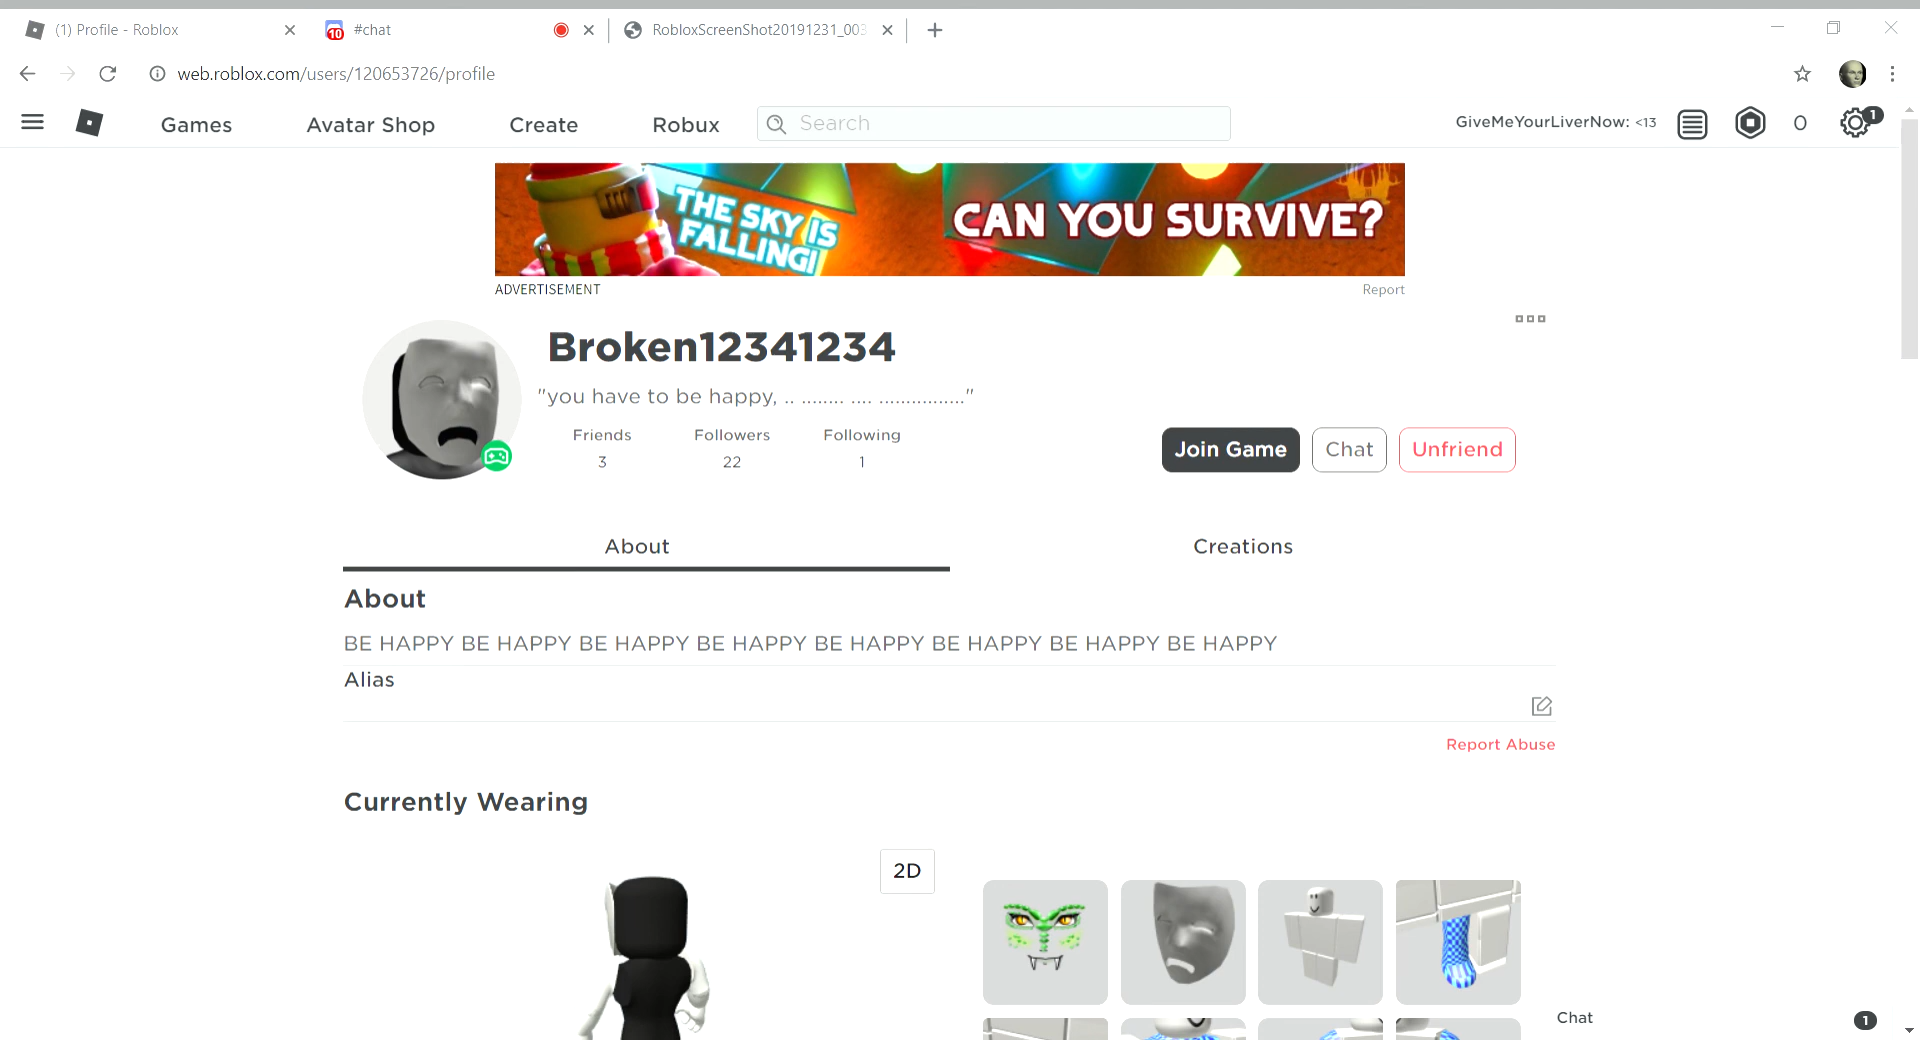 (1) Profile - Roblox
10 #chat
RobloxScreenShot20191231_003
web.roblox.com/users/120653726/profile
Games Avatar Shop Create Robux Search GiveMeYourLiverNow: <13 0 1
THE SKY IS
FALLING!
CAN YOU SURVIVE?
ADVERTISEMENT Report
Broken12341234
"you have to be happy, .. ........ .... ................"
Friends Followers Following
3 22 1
Join Game Chat Unfriend
About Creations
About
BE HAPPY BE HAPPY BE HAPPY BE HAPPY BE HAPPY BE HAPPY BE HAPPY BE HAPPY
Alias
Report Abuse
Currently Wearing
2D
Chat 1